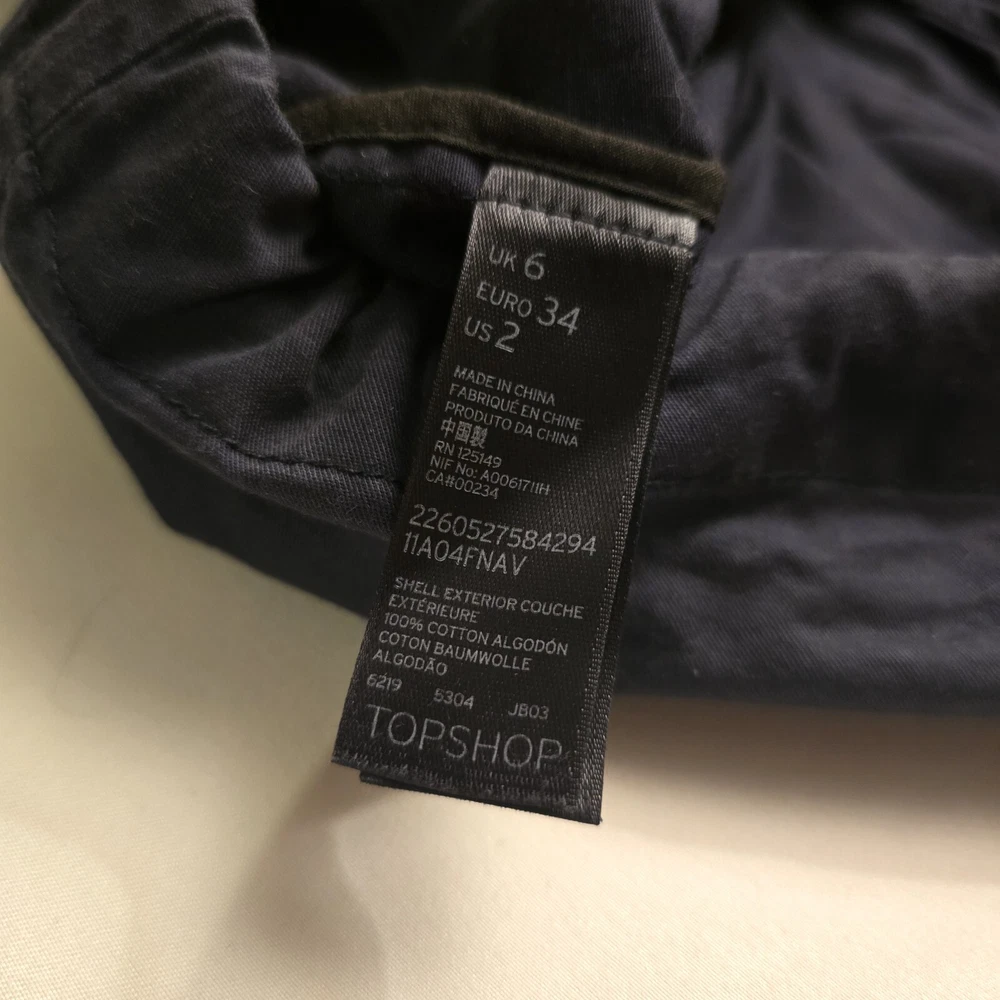 UK 6
EURO 34
US 2
MADE IN CHINA
FABRIQUÉ EN CHINE
PRODUTO DA CHINA
中国製
RN 125149
NIF No: A0061711H
CA#00234
2260527584294
11A04FNAV
SHELL EXTERIOR COUCHE
EXTÉRIEURE
100% COTTON ALGODÓN
COTON BAUMWOLLE
ALGODÃO
6219 5304 JB03
TOPSHOP